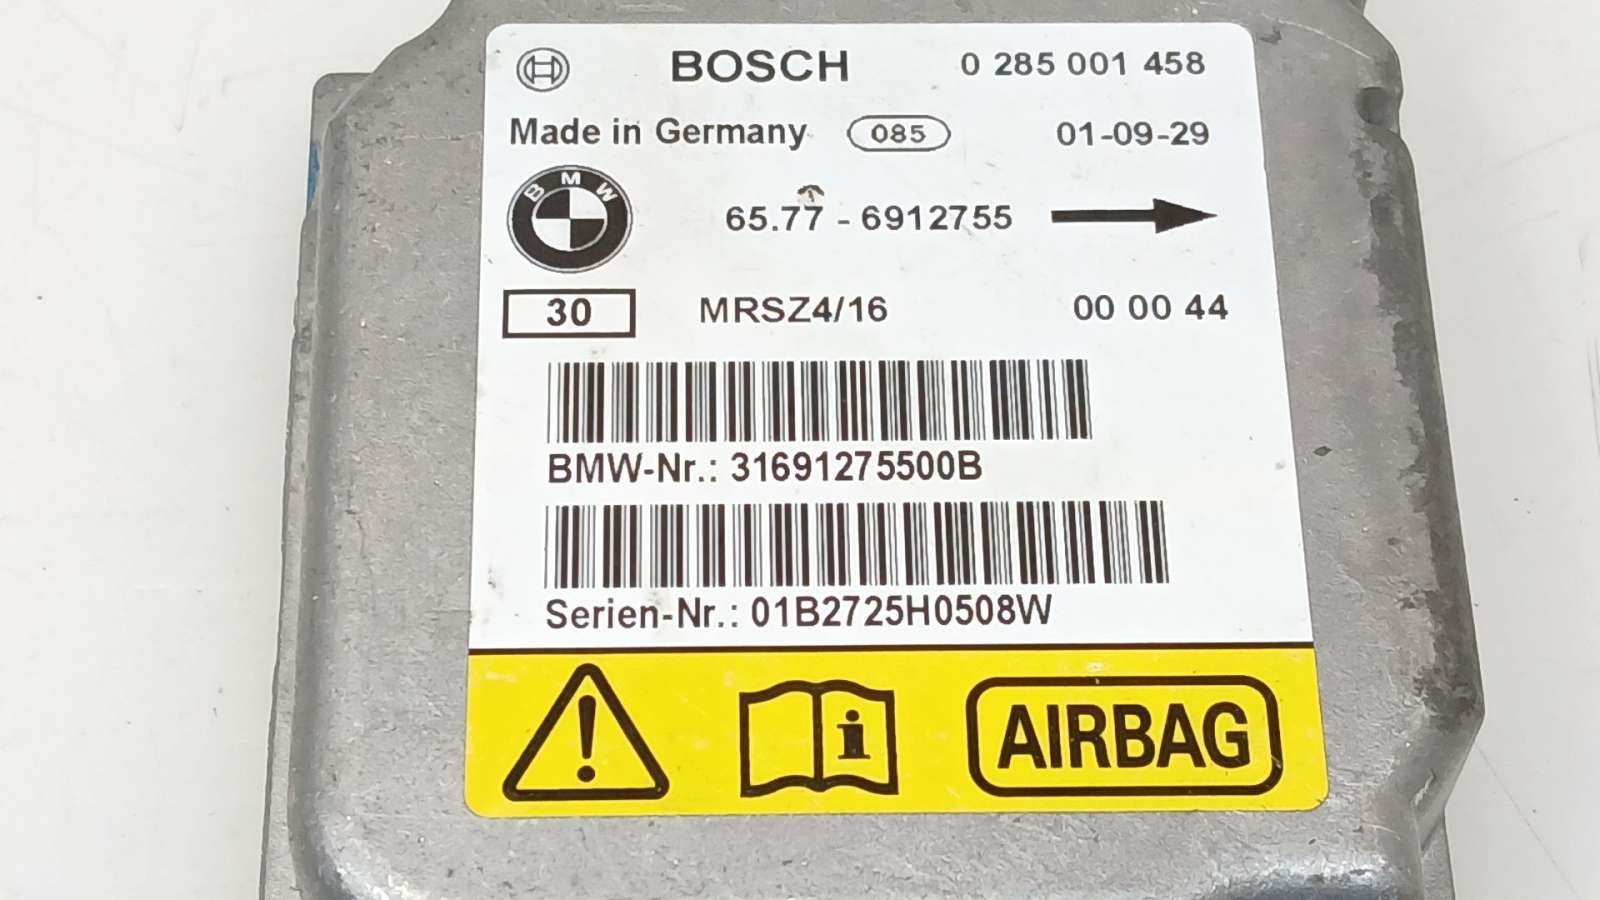 BOSCH 0 285 001 458
Made in Germany 085 01-09-29
BMW 65.77 - 6912755
30 MRSZ4/16 00 00 44
BMW-Nr.: 31691275500B
Serien-Nr.: 01B2725H0508W
! i AIRBAG